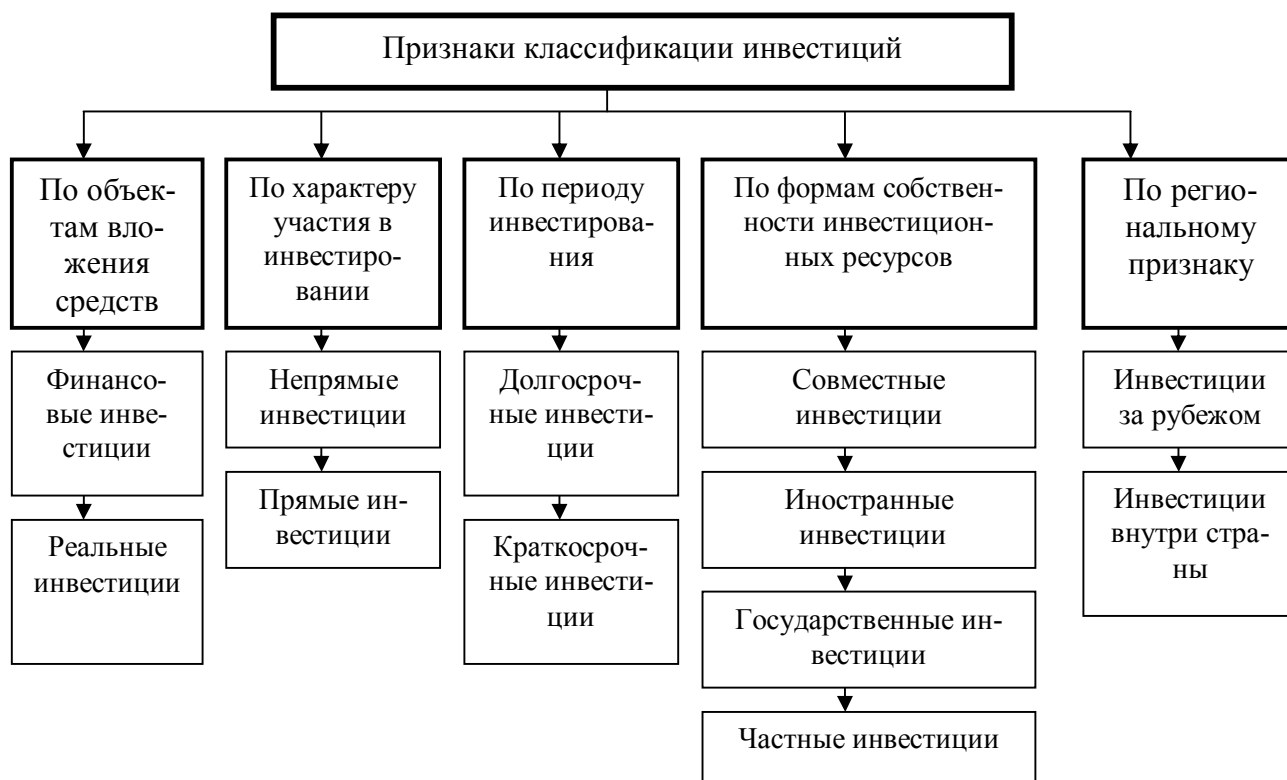 Признаки классификации инвестиций
По объек-
там вло-
жения
средств
Финансо-
вые инве-
стиции
Реальные
инвестиции
По характеру
участия в
инвестиро-
вании
Непрямые
инвестиции
Прямые ин-
вестиции
По периоду
инвестирова-
ния
Долгосроч-
ные инвести-
ции
Краткосроч-
ные инвести-
ции
По формам собствен-
ности инвестицион-
ных ресурсов
Совместные
инвестиции
Иностранные
инвестиции
Государственные ин-
вестиции
Частные инвестиции
По регио-
нальному
признаку
Инвестиции
за рубежом
Инвестиции
внутри стра-
ны